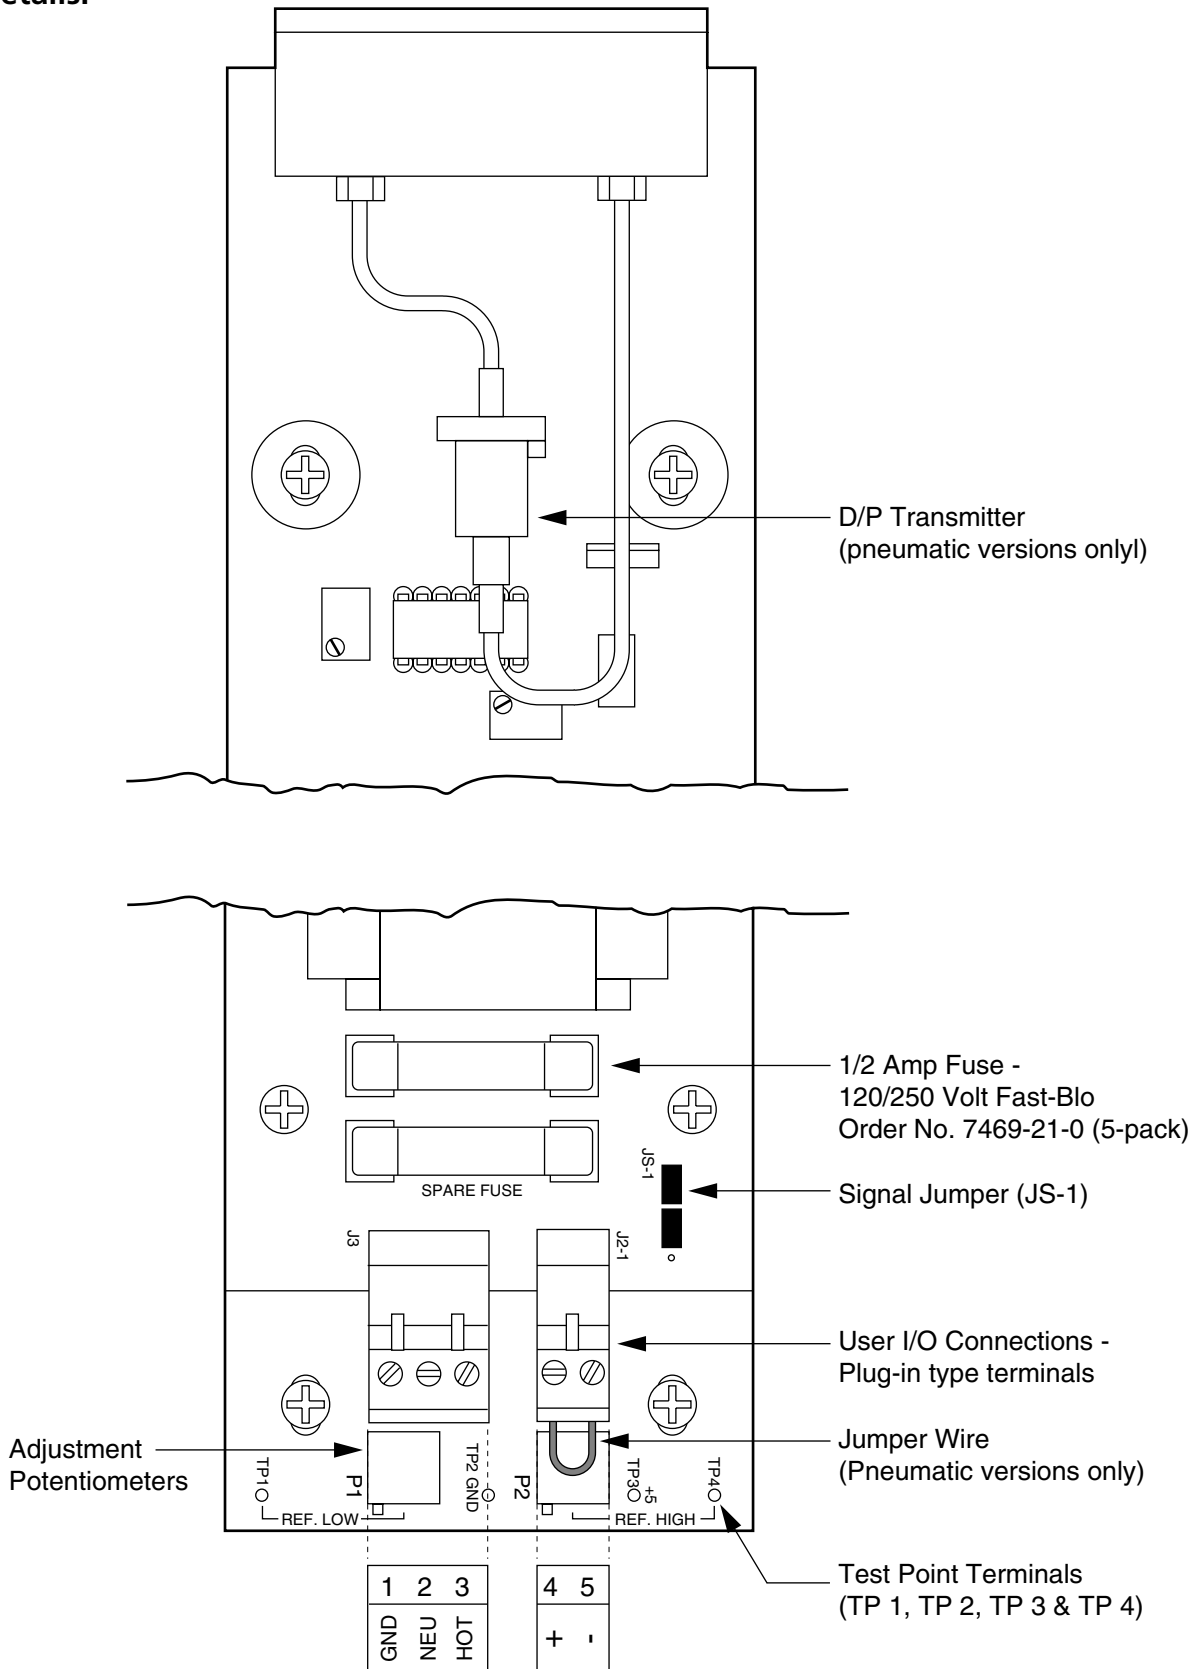 D/P Transmitter
(pneumatic versions onlyl)
1/2 Amp Fuse -
120/250 Volt Fast-Blo
Order No. 7469-21-0 (5-pack)
JS-1
SPARE FUSE
Signal Jumper (JS-1)
J3
J2-1
User I/O Connections -
Plug-in type terminals
Adjustment
Potentiometers
Jumper Wire
(Pneumatic versions only)
TP1
P1
TP2 GND
P2
TP3
+5
TP4
REF. LOW
REF. HIGH
Test Point Terminals
(TP 1, TP 2, TP 3 & TP 4)
1 2 3
GND NEU HOT
4 5
+ -